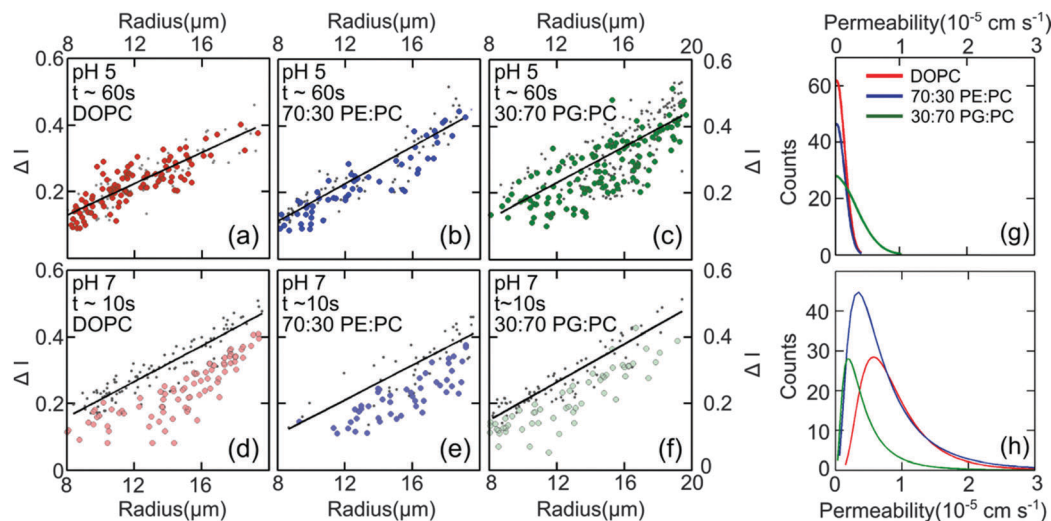 Radius(μm)
Radius(μm)
Permeability(10⁻⁵ cm s⁻¹)
8 12 16
8 12 16
8 12 16 20
0 1 2 3
0.6
0.4
0.2
Δ I
pH 5
t ~ 60s
DOPC
(a)
pH 5
t ~ 60s
70:30 PE:PC
(b)
pH 5
t ~ 60s
30:70 PG:PC
(c)
0.6
0.4
0.2
Δ I
60
40
20
0
Counts
DOPC
70:30 PE:PC
30:70 PG:PC
(g)
0.6
0.4
0.2
0
Δ I
pH 7
t ~ 10s
DOPC
(d)
pH 7
t ~10s
70:30 PE:PC
(e)
pH 7
t~10s
30:70 PG:PC
(f)
0.6
0.4
0.2
0
Δ I
40
30
20
10
0
Counts
(h)
8 12 16
8 12 16
8 12 16 20
0 1 2 3
Radius(μm)
Radius(μm)
Radius(μm)
Permeability(10⁻⁵ cm s⁻¹)